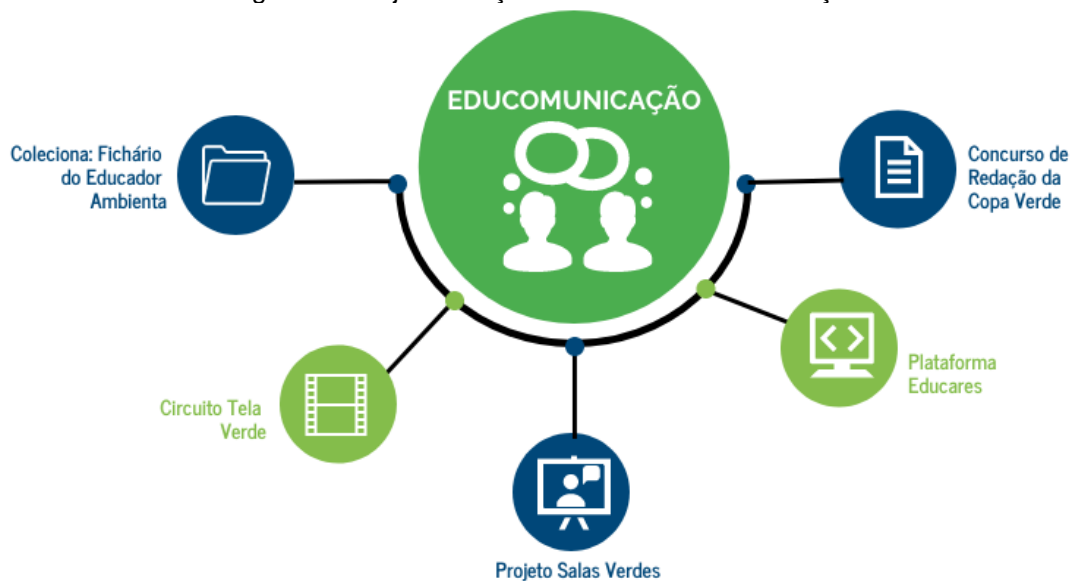 EDUCOMUNICAÇÃO
Coleciona: Fichário
do Educador
Ambienta
Concurso de
Redação da
Copa Verde
Circuito Tela
Verde
Plataforma
Educares
Projeto Salas Verdes